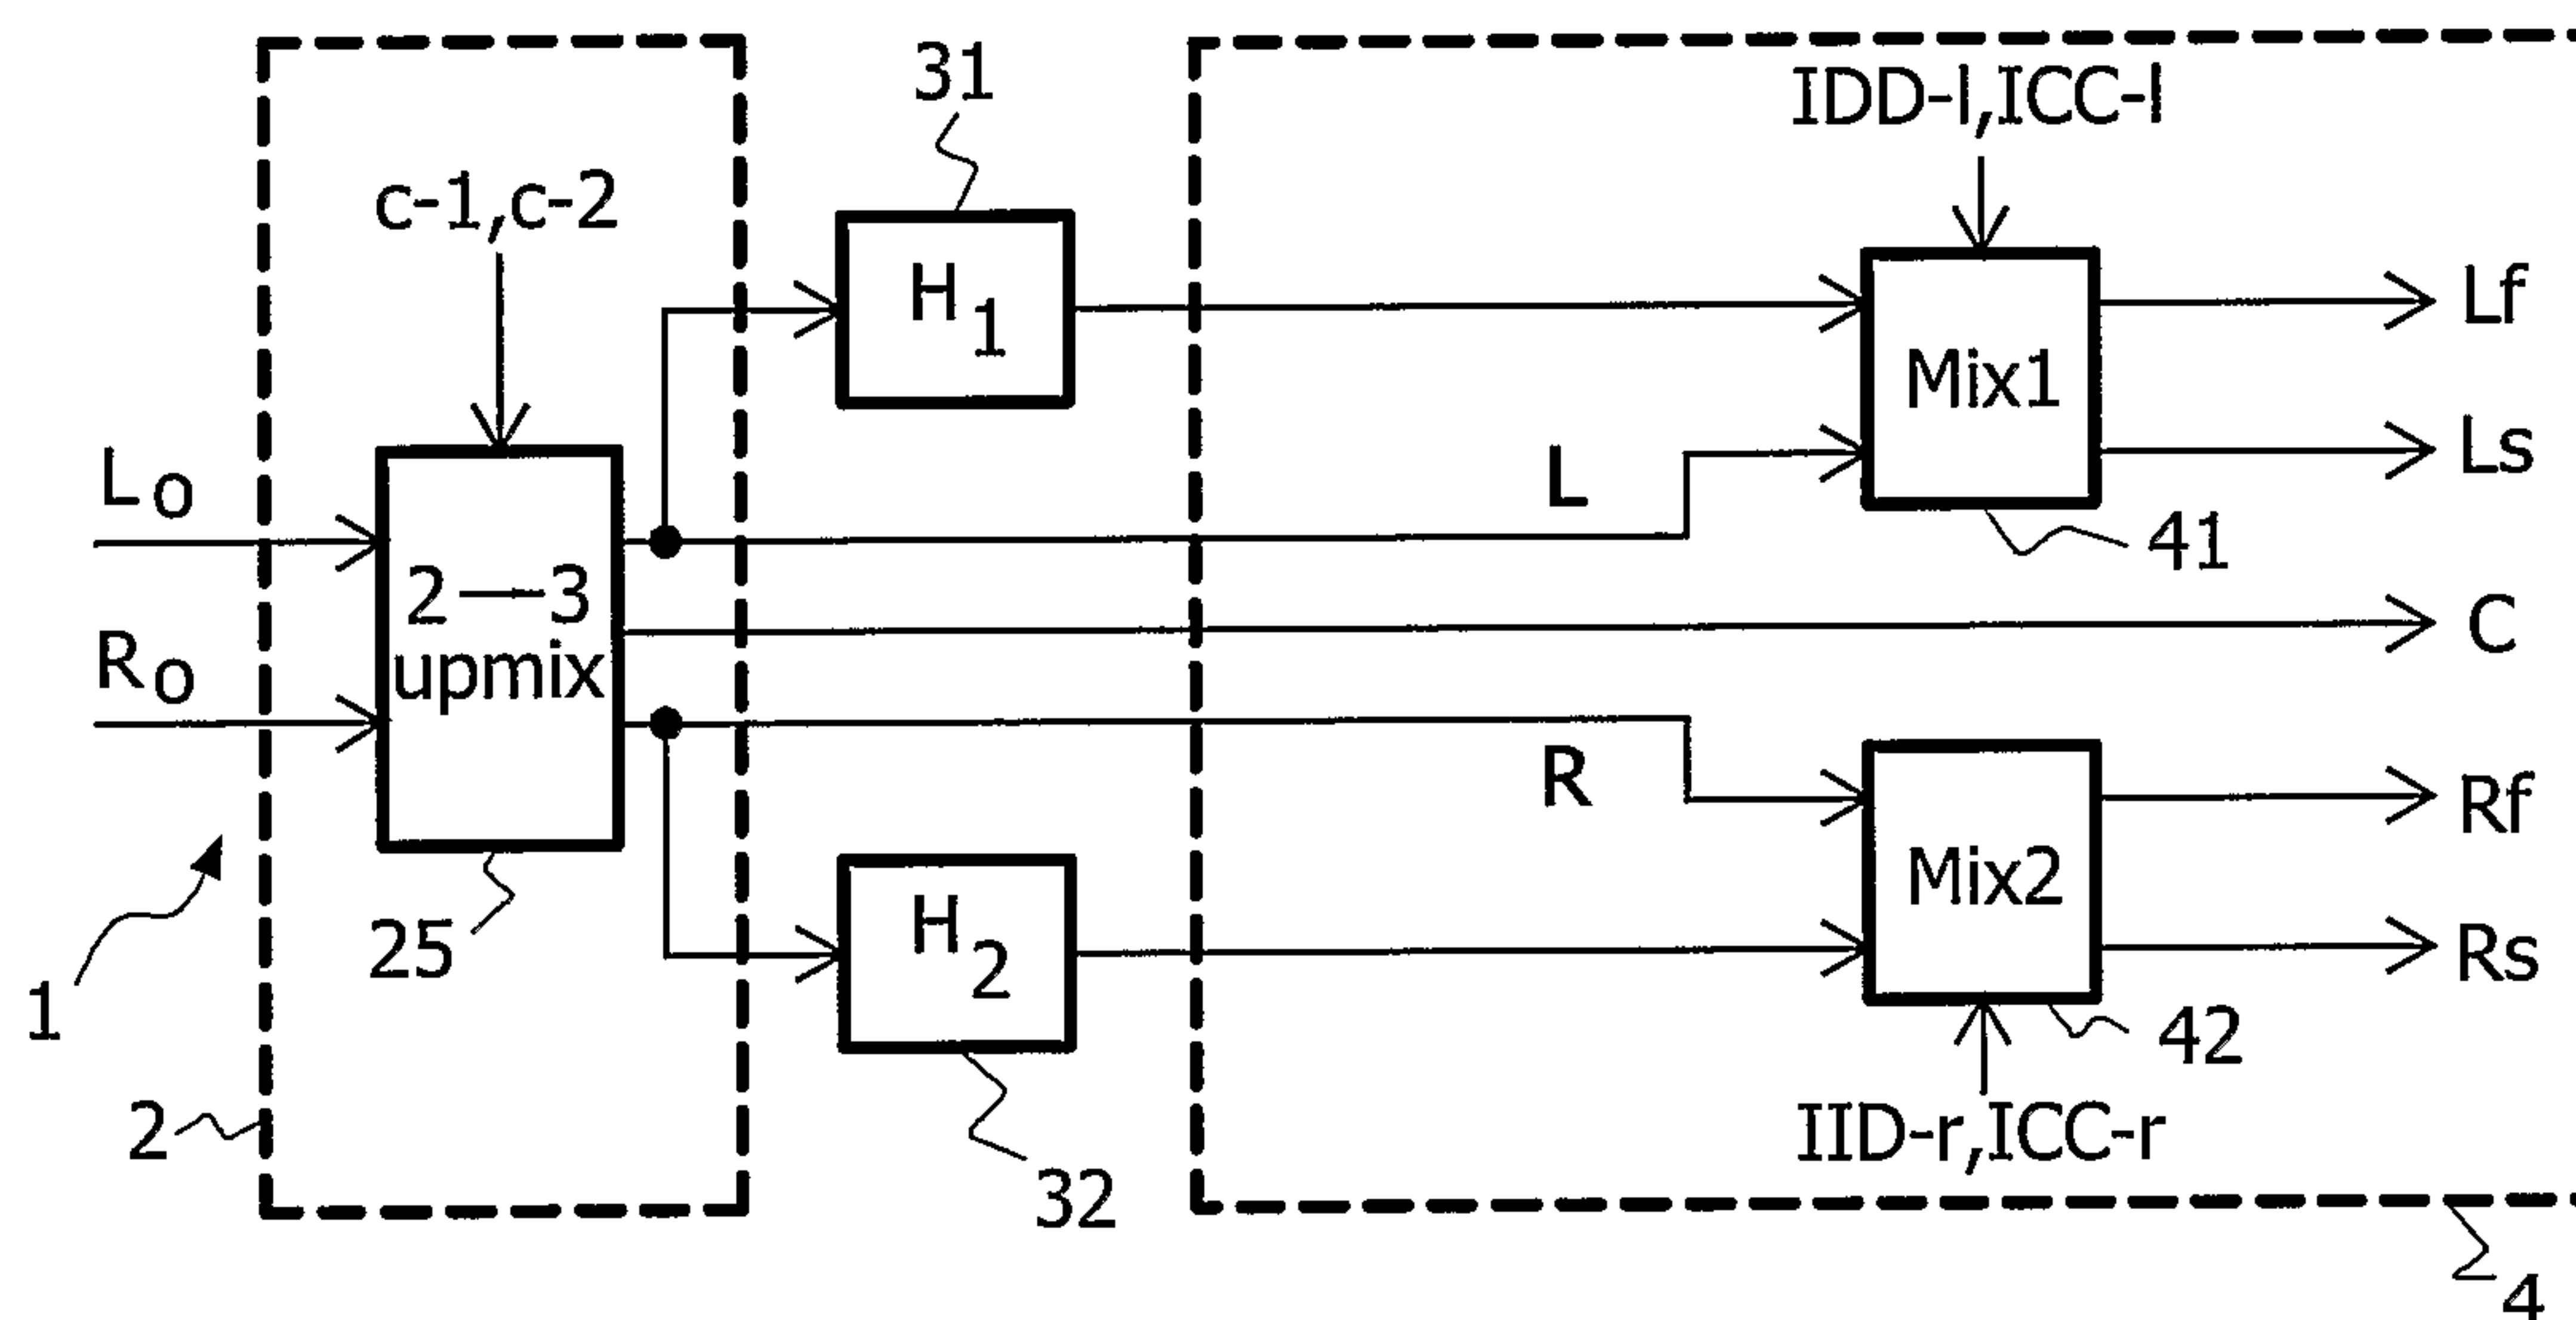 31
IDD-l,ICC-l
c-1,c-2
H1
Lf
Mix1
Ls
L
Lo
41
2—3
upmix
C
Ro
R
Rf
Mix2
H2
Rs
25
1
42
2
IID-r,ICC-r
32
4